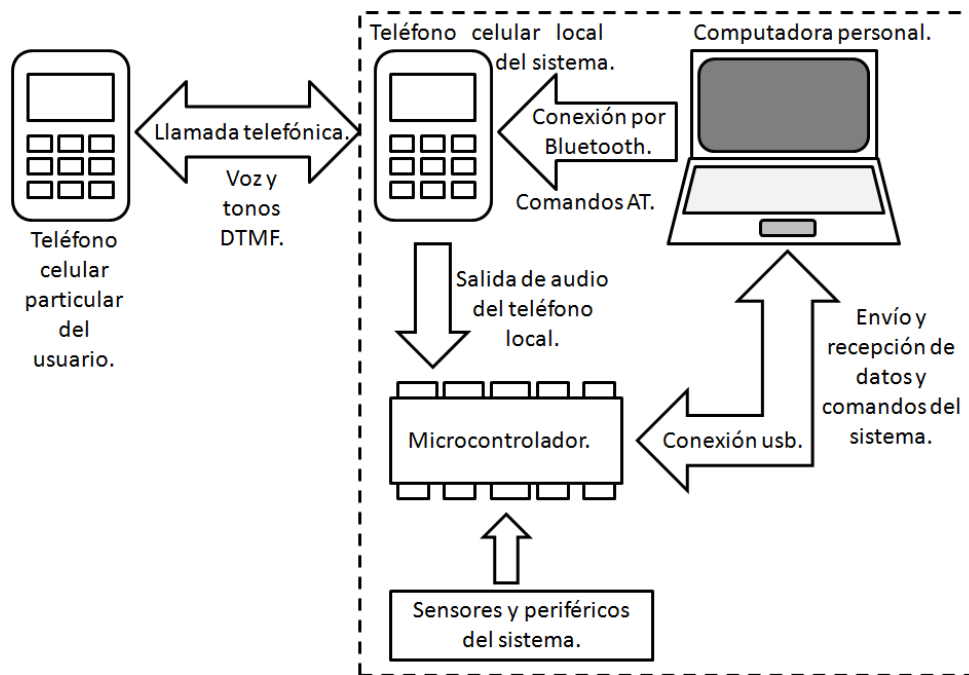 Teléfono celular local
del sistema.
Computadora personal.
Llamada telefónica.
Voz y
tonos
DTMF.
Conexión por
Bluetooth.
Comandos AT.
Teléfono
celular
particular
del
usuario.
Salida de audio
del teléfono
local.
Envío y
recepción de
datos y
comandos del
sistema.
Microcontrolador.
Conexión usb.
Sensores y periféricos
del sistema.